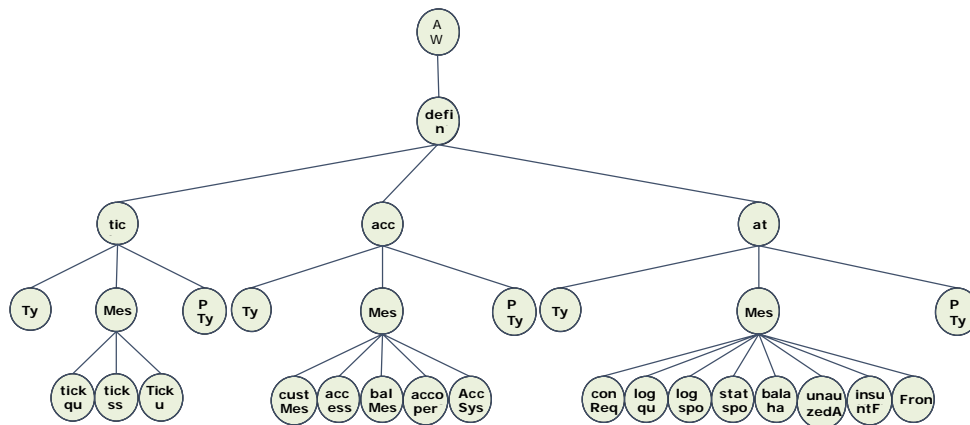 A
W
defi
n
tic
acc
at
Ty
Mes
P
Ty
Ty
Mes
P
Ty
Ty
Mes
P
Ty
tick
qu
tick
ss
Tick
u
cust
Mes
acc
ess
bal
Mes
acco
per
Acc
Sys
con
Req
log
qu
log
spo
stat
spo
bala
ha
unau
zedA
insu
ntF
Fron